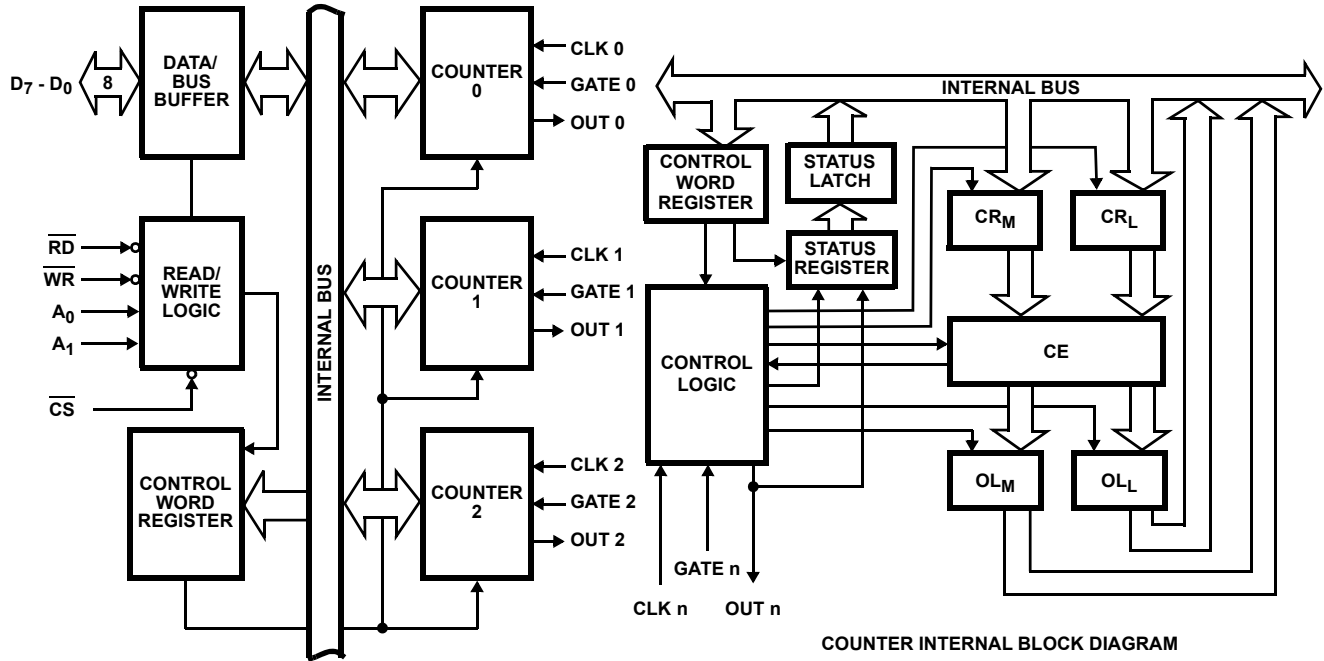 D7 - D0
8
DATA/
BUS
BUFFER
RD
WR
A0
A1
CS
READ/
WRITE
LOGIC
CONTROL
WORD
REGISTER
INTERNAL BUS
COUNTER
0
CLK 0
GATE 0
OUT 0
COUNTER
1
CLK 1
GATE 1
OUT 1
COUNTER
2
CLK 2
GATE 2
OUT 2
INTERNAL BUS
CONTROL
WORD
REGISTER
STATUS
LATCH
STATUS
REGISTER
CRM
CRL
CONTROL
LOGIC
CE
OLM
OLL
GATE n
CLK n
OUT n
COUNTER INTERNAL BLOCK DIAGRAM